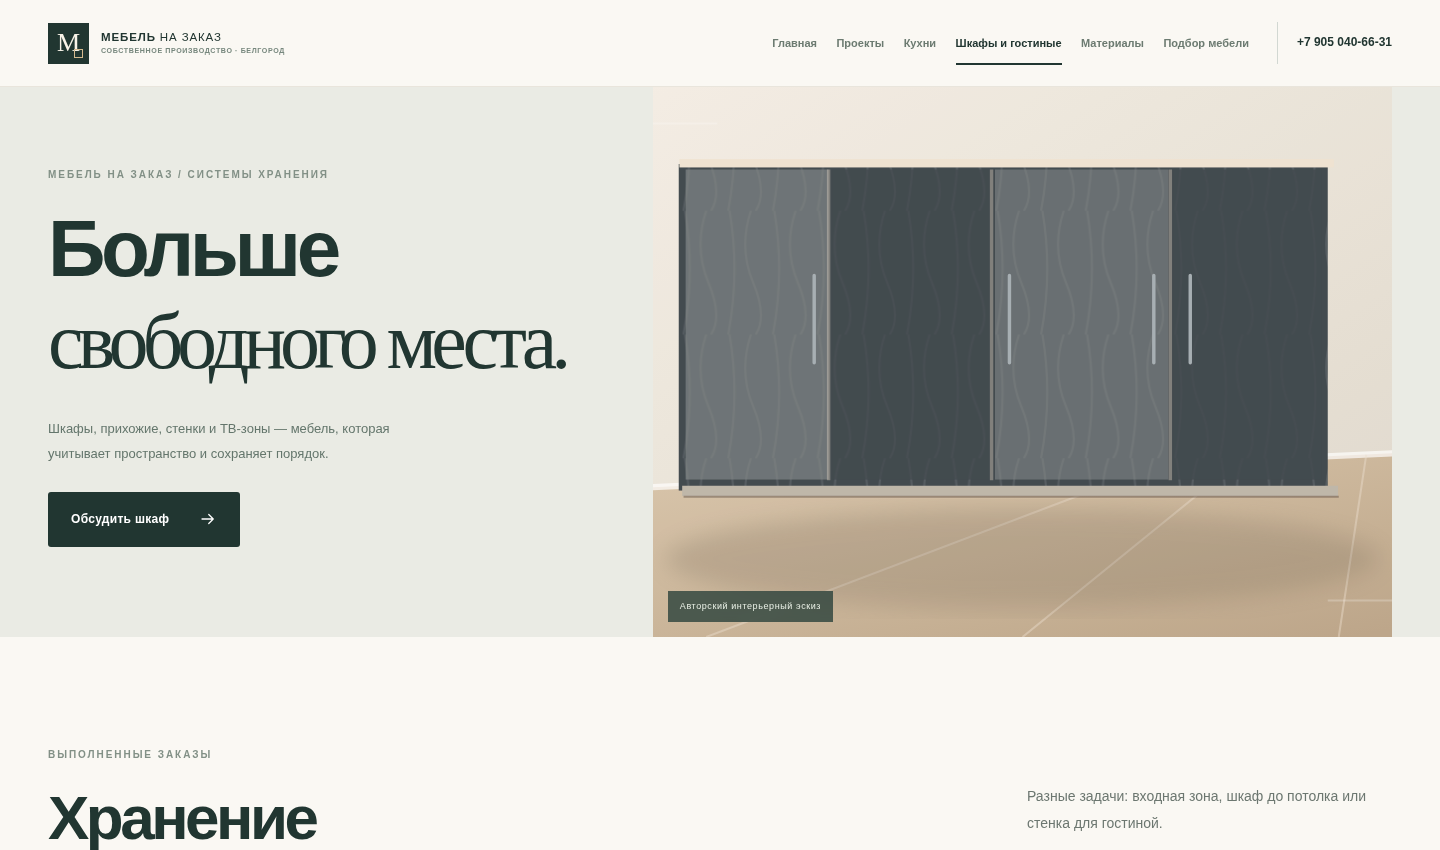 М
МЕБЕЛЬ НА ЗАКАЗ
СОБСТВЕННОЕ ПРОИЗВОДСТВО · БЕЛГОРОД
Главная
Проекты
Кухни
Шкафы и гостиные
Материалы
Подбор мебели
+7 905 040-66-31
МЕБЕЛЬ НА ЗАКАЗ / СИСТЕМЫ ХРАНЕНИЯ
Больше
свободного места.
Шкафы, прихожие, стенки и ТВ-зоны — мебель, которая
учитывает пространство и сохраняет порядок.
Обсудить шкаф
Авторский интерьерный эскиз
ВЫПОЛНЕННЫЕ ЗАКАЗЫ
Хранение
Разные задачи: входная зона, шкаф до потолка или
стенка для гостиной.